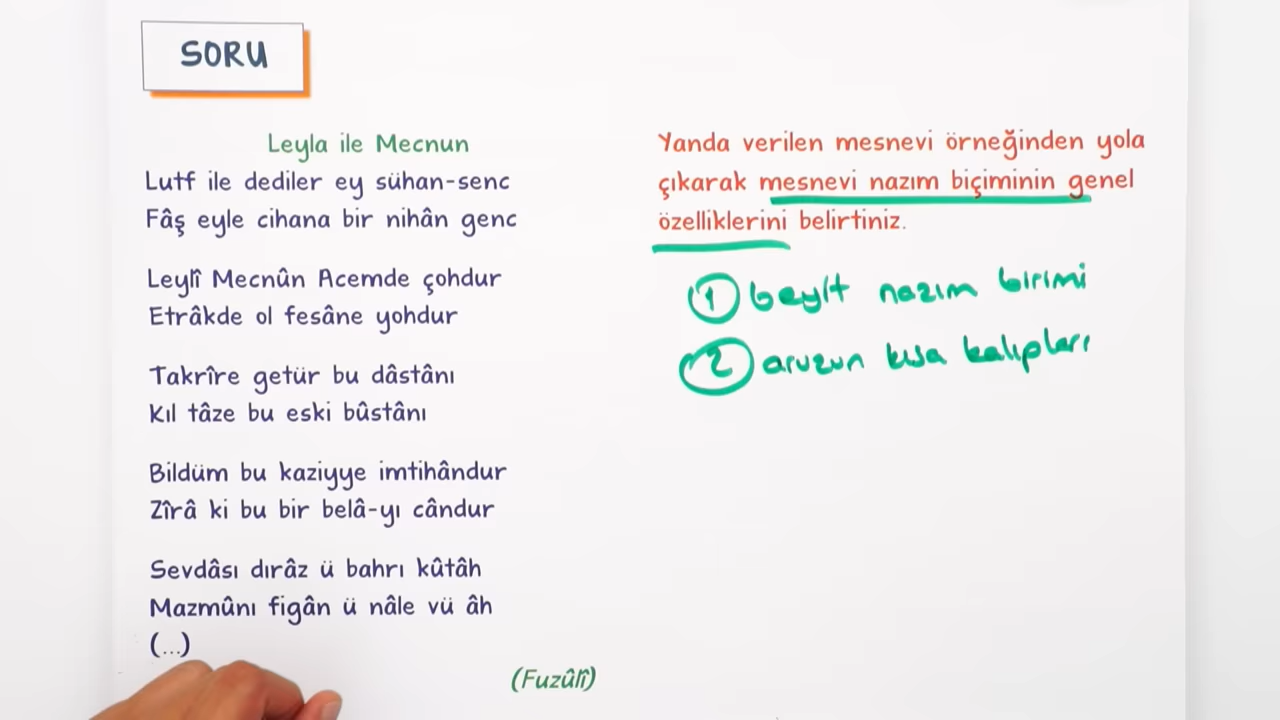 SORU
Leyla ile Mecnun
Lutf ile dediler ey sühan-senc
Fâş eyle cihana bir nihân genc
Leylî Mecnûn Acemde çohdur
Etrâkde ol fesâne yohdur
Takrîre getür bu dâstânı
Kıl tâze bu eski bûstânı
Bildüm bu kaziyye imtihândur
Zîrâ ki bu bir belâ-yı cândur
Sevdâsı dırâz ü bahrı kûtâh
Mazmûnı figân ü nâle vü âh
(...)
(Fuzûlî)
Yanda verilen mesnevi örneğinden yola
çıkarak mesnevi nazım biçiminin genel
özelliklerini belirtiniz.
1 beyit nazım birimi
2 aruzun kısa kalıpları